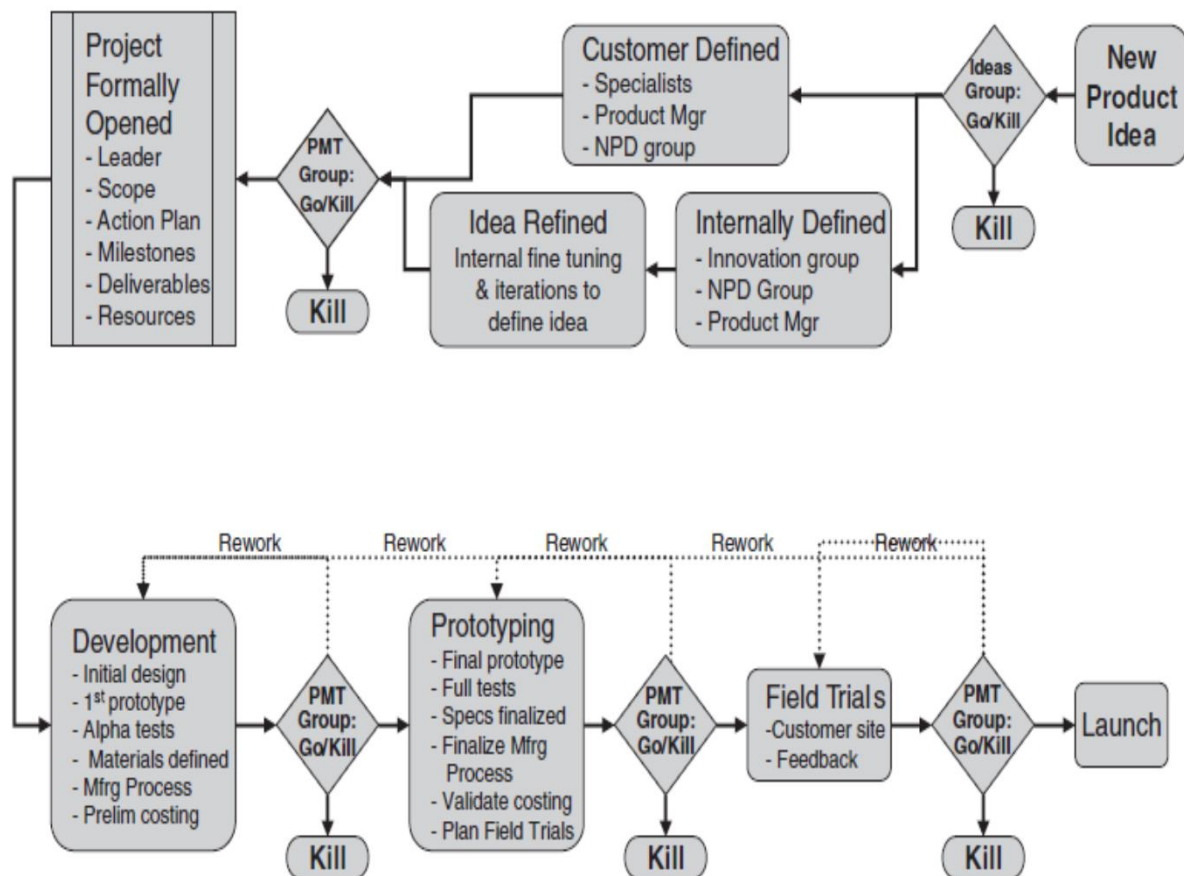 New
Product
Idea
Ideas
Group:
Go/Kill
Kill
Customer Defined
- Specialists
- Product Mgr
- NPD group
Internally Defined
- Innovation group
- NPD Group
- Product Mgr
Idea Refined
Internal fine tuning
& iterations to
define idea
PMT
Group:
Go/Kill
Kill
Project
Formally
Opened
- Leader
- Scope
- Action Plan
- Milestones
- Deliverables
- Resources
Rework Rework Rework Rework Rework
Development
- Initial design
- 1st prototype
- Alpha tests
- Materials defined
- Mfrg Process
- Prelim costing
PMT
Group:
Go/Kill
Kill
Prototyping
- Final prototype
- Full tests
- Specs finalized
- Finalize Mfrg
Process
- Validate costing
- Plan Field Trials
PMT
Group:
Go/Kill
Kill
Field Trials
-Customer site
- Feedback
PMT
Group:
Go/Kill
Kill
Launch